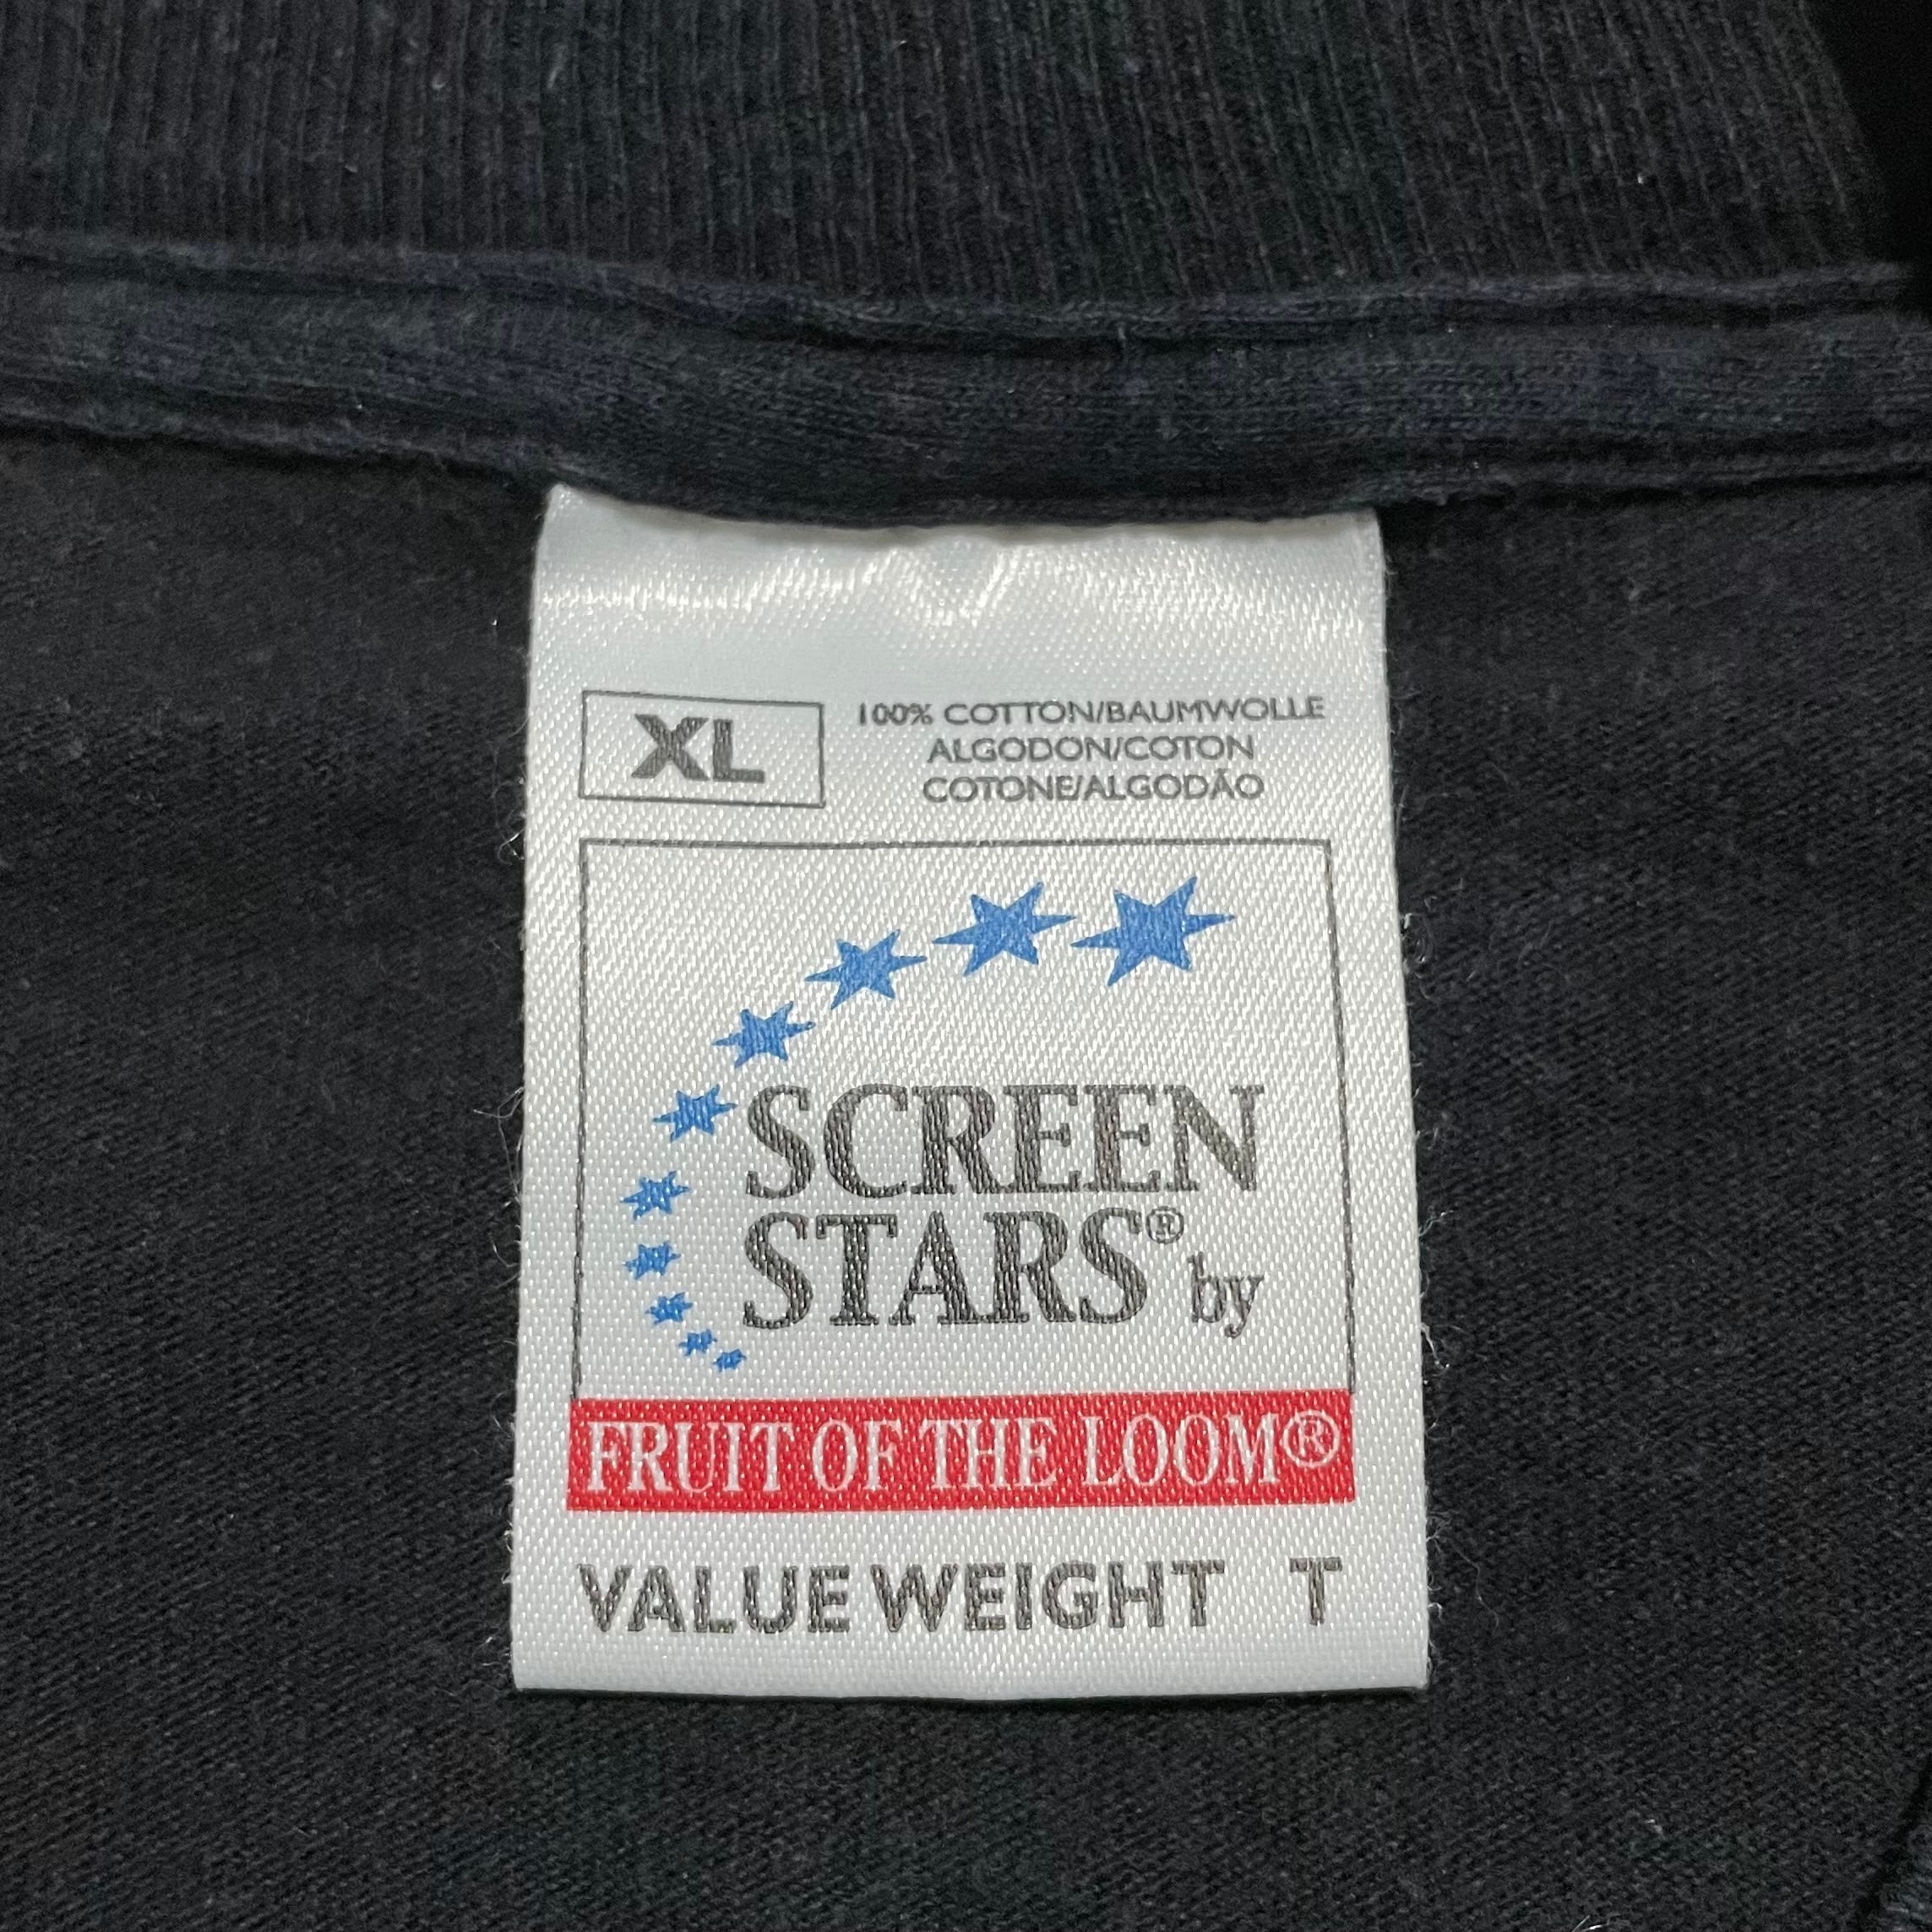 XL
100% COTTON/BAUMWOLLE
ALGODON/COTON
COTONE/ALGODÃO
SCREEN
STARS® by
FRUIT OF THE LOOM®
VALUE WEIGHT T